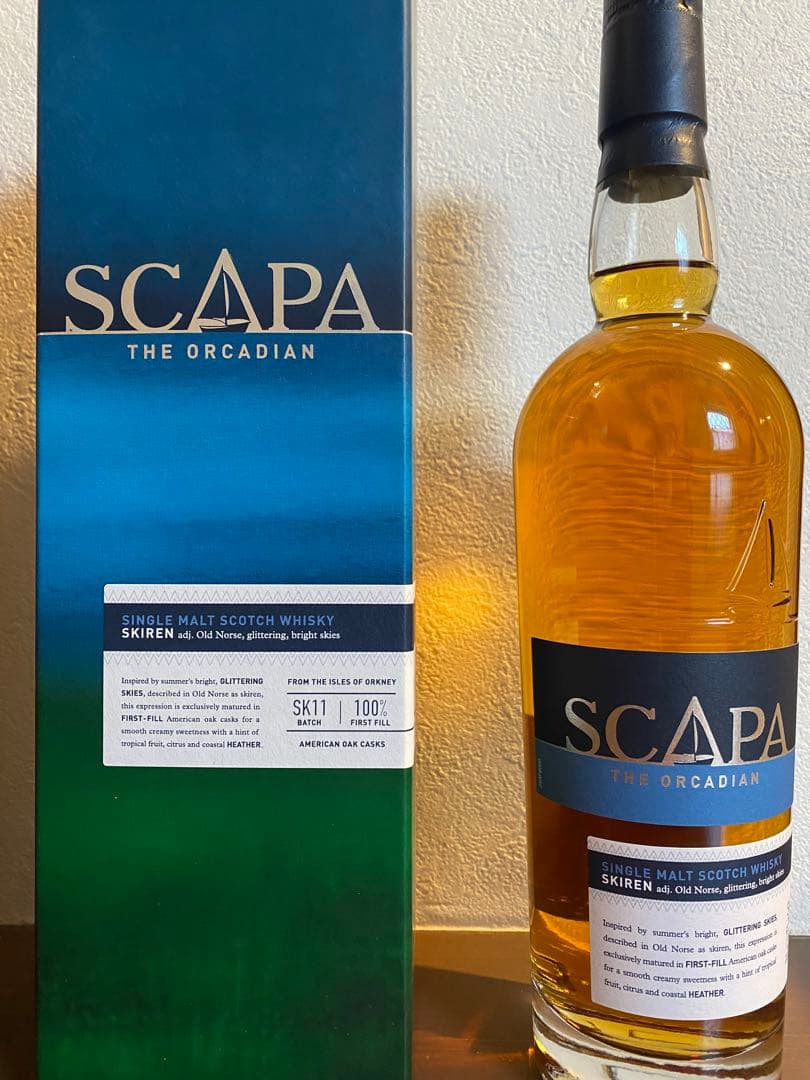 SCAPA
THE ORCADIAN
SINGLE MALT SCOTCH WHISKY
SKIREN adj. Old Norse, glittering, bright skies
Inspired by summer's bright, GLITTERING
SKIES, described in Old Norse as skiren,
this expression is exclusively matured in
FIRST-FILL American oak casks for a
smooth creamy sweetness with a hint of
tropical fruit, citrus and coastal HEATHER.
FROM THE ISLES OF ORKNEY
SK11 100%
BATCH FIRST FILL
AMERICAN OAK CASKS
SCAPA
THE ORCADIAN
SINGLE MALT SCOTCH WHISKY
SKIREN adj. Old Norse, glittering, bright skies
Inspired by summer's bright, GLITTERING SKIES,
described in Old Norse as skiren, this expression is
exclusively matured in FIRST-FILL American oak casks
for a smooth creamy sweetness with a hint of tropical
fruit, citrus and coastal HEATHER.